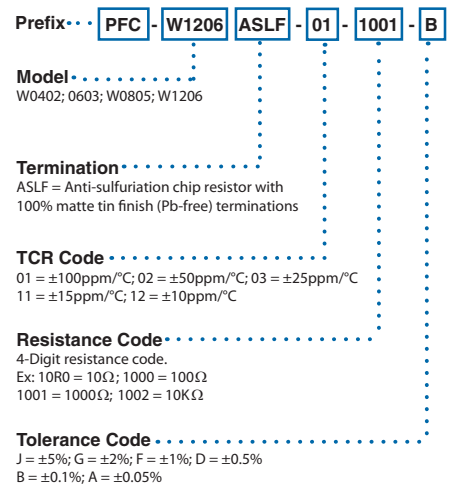 Prefix PFC - W1206 ASLF - 01 - 1001 - B
Model
W0402; 0603; W0805; W1206
Termination
ASLF = Anti-sulfuriation chip resistor with
100% matte tin finish (Pb-free) terminations
TCR Code
01 = ±100ppm/°C; 02 = ±50ppm/°C; 03 = ±25ppm/°C
11 = ±15ppm/°C; 12 = ±10ppm/°C
Resistance Code
4-Digit resistance code.
Ex: 10R0 = 10Ω; 1000 = 100Ω
1001 = 1000Ω; 1002 = 10KΩ
Tolerance Code
J = ±5%; G = ±2%; F = ±1%; D = ±0.5%
B = ±0.1%; A = ±0.05%